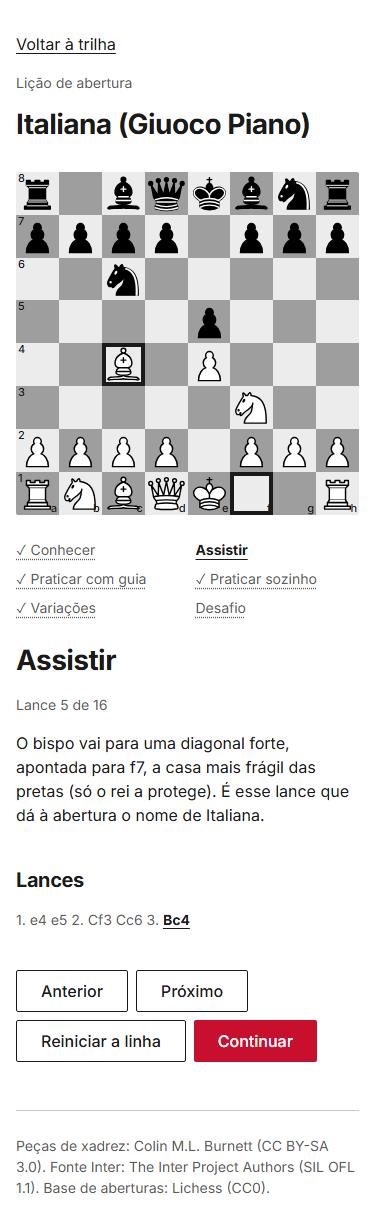 Voltar à trilha
Lição de abertura
Italiana (Giuoco Piano)
8
7
6
5
4
3
2
1 a b c d e f g h
✓ Conhecer Assistir
✓ Praticar com guia ✓ Praticar sozinho
✓ Variações Desafio
Assistir
Lance 5 de 16
O bispo vai para uma diagonal forte,
apontada para f7, a casa mais frágil das
pretas (só o rei a protege). É esse lance que
dá à abertura o nome de Italiana.
Lances
1. e4 e5 2. Cf3 Cc6 3. Bc4
Anterior Próximo
Reiniciar a linha Continuar
Peças de xadrez: Colin M.L. Burnett (CC BY-SA
3.0). Fonte Inter: The Inter Project Authors (SIL OFL
1.1). Base de aberturas: Lichess (CC0).